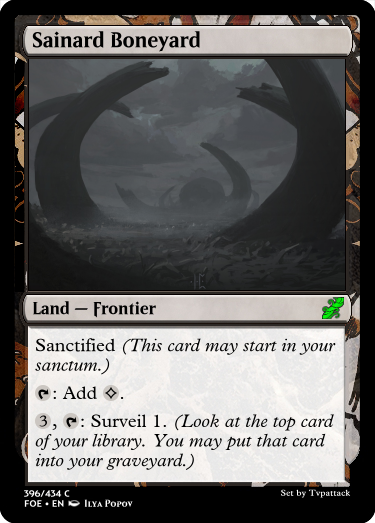 Sainard Boneyard
Land — Frontier
Sanctified (This card may start in your
sanctum.)
: Add .
3, : Surveil 1. (Look at the top card
of your library. You may put that card
into your graveyard.)
396/434 C
FOE • EN ILYA POPOV
Set by Tvpattack